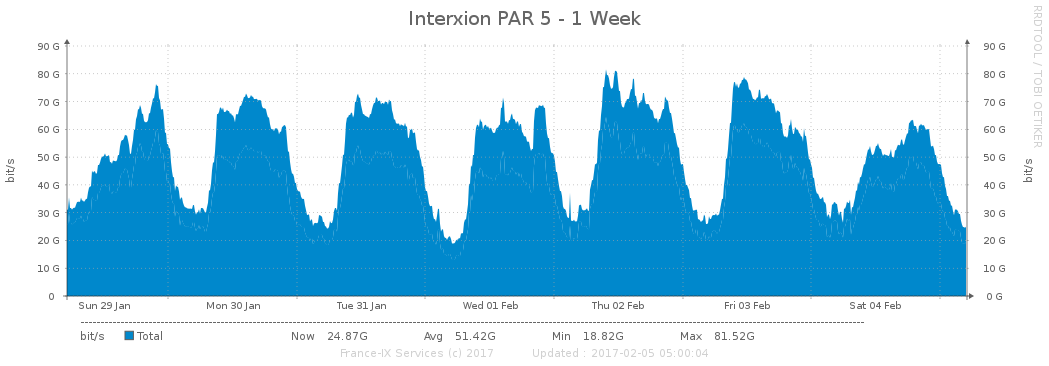 Interxion PAR 5 - 1 Week
RRDTOOL / TOBI OETIKER
bit/s
90 G 90 G
80 G 80 G
70 G 70 G
60 G 60 G
50 G 50 G
40 G 40 G
30 G 30 G
20 G 20 G
10 G 10 G
0 0 G
bit/s
Sun 29 Jan Mon 30 Jan Tue 31 Jan Wed 01 Feb Thu 02 Feb Fri 03 Feb Sat 04 Feb
bit/s Total Now 24.87G Avg 51.42G Min 18.82G Max 81.52G
France-IX Services (c) 2017 Updated : 2017-02-05 05:00:04